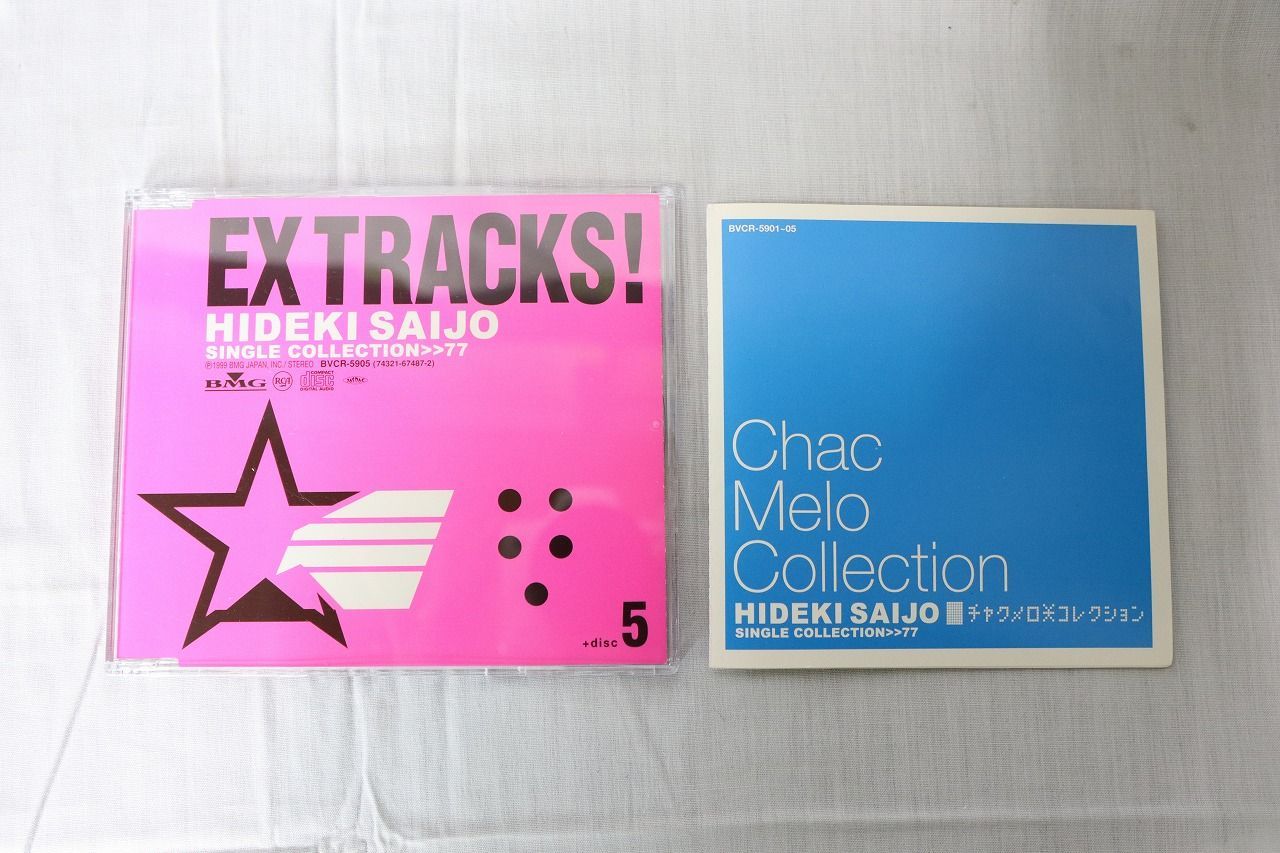 EX TRACKS!
HIDEKI SAIJO
SINGLE COLLECTION>>77
℗1999 BMG JAPAN, INC./ STEREO BVCR-5905 (74321-67487-2)
BMG RCA COMPACT disc DIGITAL AUDIO
+disc 5
BVCR-5901~05
Chac
Melo
Collection
HIDEKI SAIJO チャクメロ コレクション
SINGLE COLLECTION>>77